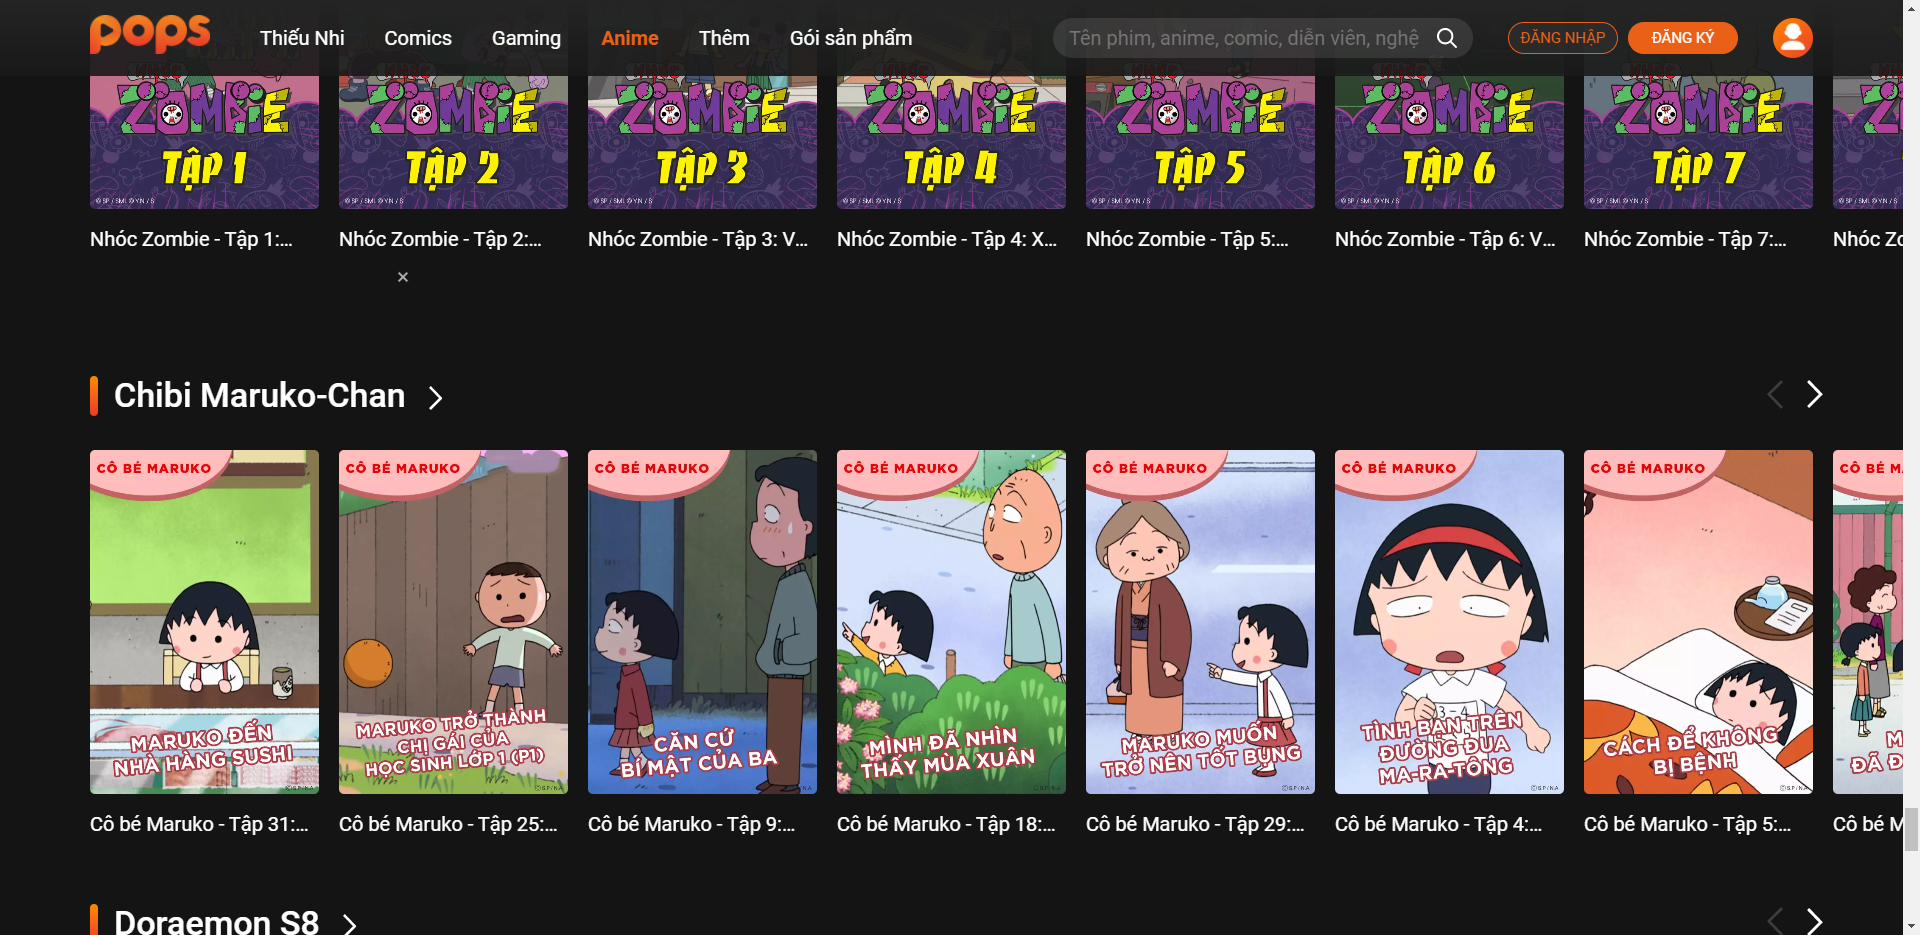 POPS
Thiếu Nhi
Comics
Gaming
Anime
Thêm
Gói sản phẩm
Tên phim, anime, comic, diễn viên, nghệ
ĐĂNG NHẬP
ĐĂNG KÝ
ZOMBIE
TẬP 1
ZOMBIE
TẬP 2
ZOMBIE
TẬP 3
ZOMBIE
TẬP 4
ZOMBIE
TẬP 5
ZOMBIE
TẬP 6
ZOMBIE
TẬP 7
Nhóc Zombie - Tập 1:...
Nhóc Zombie - Tập 2:...
Nhóc Zombie - Tập 3: V...
Nhóc Zombie - Tập 4: X...
Nhóc Zombie - Tập 5:...
Nhóc Zombie - Tập 6: V...
Nhóc Zombie - Tập 7:...
Chibi Maruko-Chan
CÔ BÉ MARUKO
MARUKO ĐẾN
NHÀ HÀNG SUSHI
CÔ BÉ MARUKO
MARUKO TRỞ THÀNH
CHỊ GÁI CỦA
HỌC SINH LỚP 1 (P1)
CÔ BÉ MARUKO
CĂN CỨ
BÍ MẬT CỦA BA
CÔ BÉ MARUKO
MÌNH ĐÃ NHÌN
THẤY MÙA XUÂN
CÔ BÉ MARUKO
MARUKO MUỐN
TRỞ NÊN TỐT BỤNG
CÔ BÉ MARUKO
TÌNH BẠN TRÊN
ĐƯỜNG ĐUA
MA-RA-TÔNG
CÔ BÉ MARUKO
CÁCH ĐỂ KHÔNG
BỊ BỆNH
CÔ BÉ M
Cô bé Maruko - Tập 31:...
Cô bé Maruko - Tập 25:...
Cô bé Maruko - Tập 9:...
Cô bé Maruko - Tập 18:...
Cô bé Maruko - Tập 29:...
Cô bé Maruko - Tập 4:...
Cô bé Maruko - Tập 5:...
Cô bé M
Doraemon S8